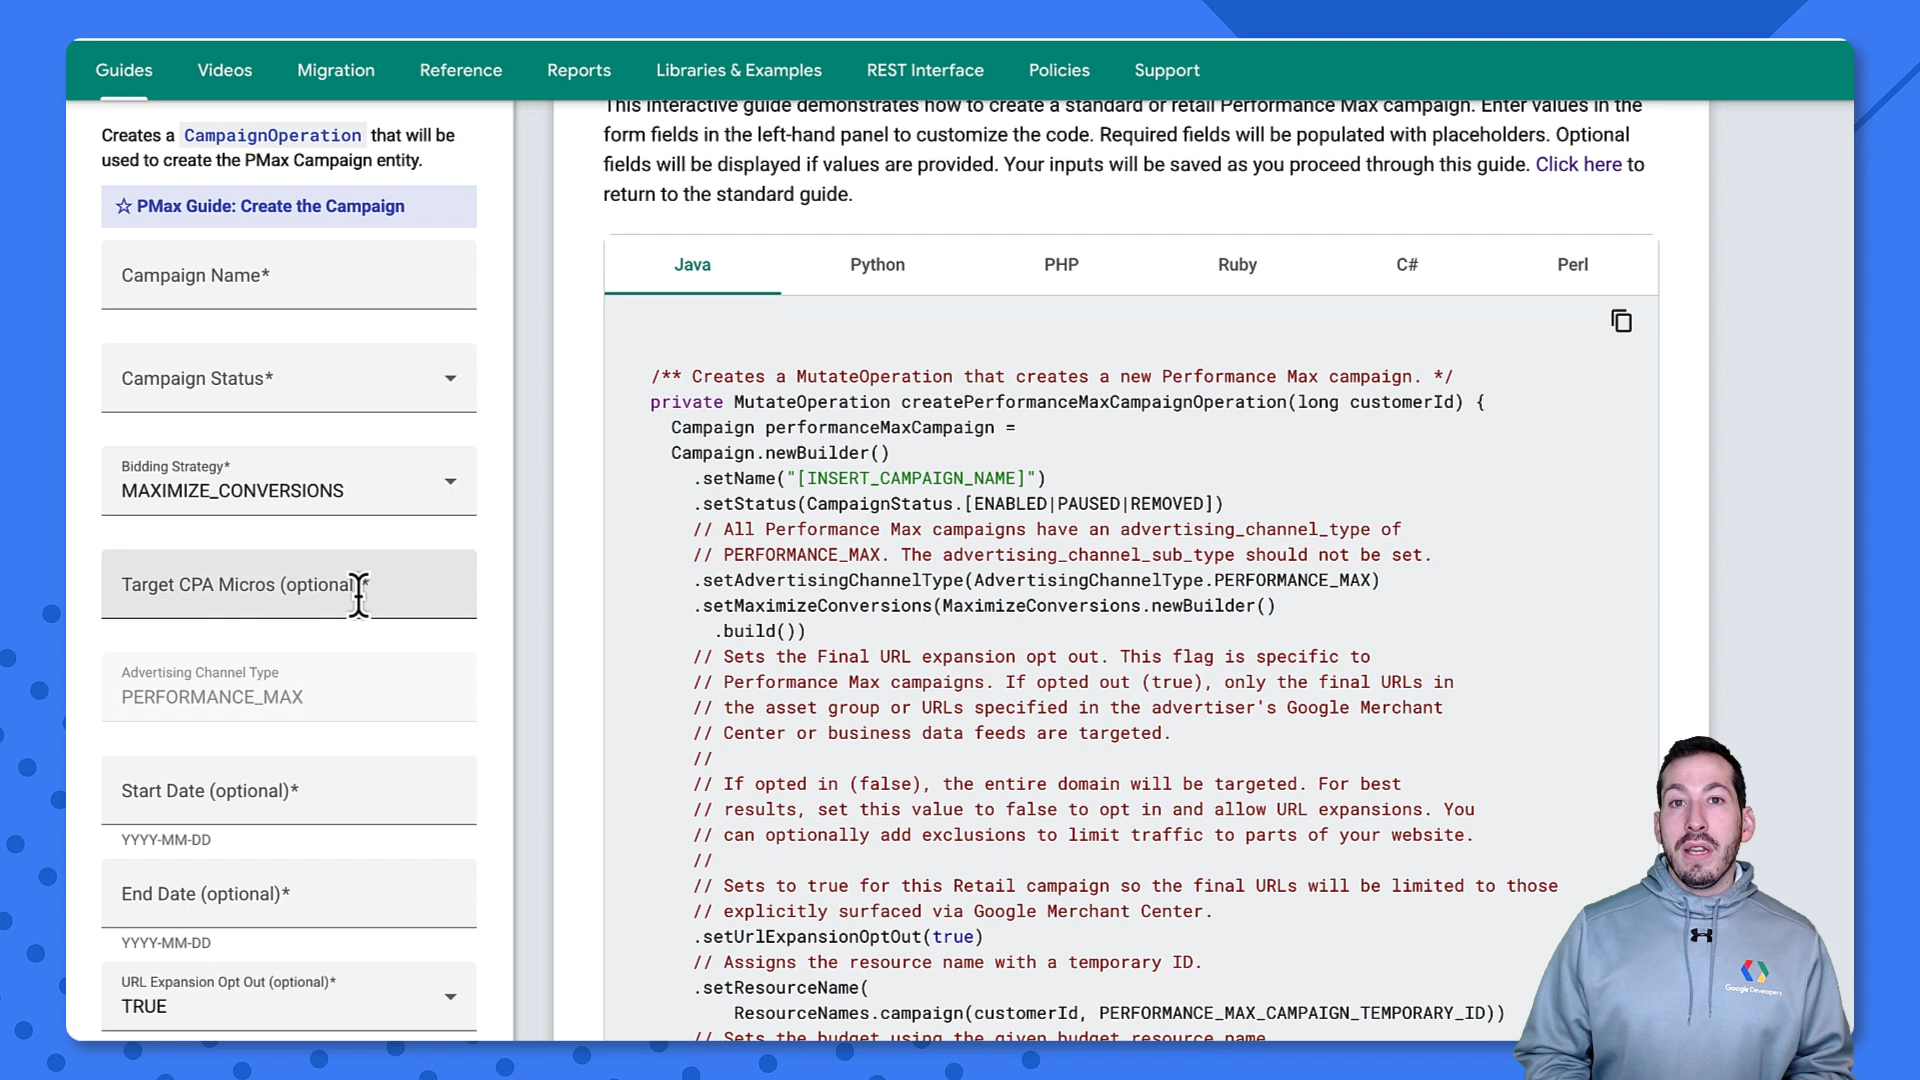 Guides Videos Migration Reference Reports Libraries & Examples REST Interface Policies Support
Creates a CampaignOperation that will be
used to create the PMax Campaign entity.
☆ PMax Guide: Create the Campaign
Campaign Name*
Campaign Status*
Bidding Strategy*
MAXIMIZE_CONVERSIONS
Target CPA Micros (optional)*
Advertising Channel Type
PERFORMANCE_MAX
Start Date (optional)*
YYYY-MM-DD
End Date (optional)*
YYYY-MM-DD
URL Expansion Opt Out (optional)*
TRUE
This interactive guide demonstrates how to create a standard or retail Performance Max campaign. Enter values in the
form fields in the left-hand panel to customize the code. Required fields will be populated with placeholders. Optional
fields will be displayed if values are provided. Your inputs will be saved as you proceed through this guide. Click here to
return to the standard guide.
Java Python PHP Ruby C# Perl
/** Creates a MutateOperation that creates a new Performance Max campaign. */
private MutateOperation createPerformanceMaxCampaignOperation(long customerId) {
Campaign performanceMaxCampaign =
Campaign.newBuilder()
.setName("[INSERT_CAMPAIGN_NAME]")
.setStatus(CampaignStatus.[ENABLED|PAUSED|REMOVED])
// All Performance Max campaigns have an advertising_channel_type of
// PERFORMANCE_MAX. The advertising_channel_sub_type should not be set.
.setAdvertisingChannelType(AdvertisingChannelType.PERFORMANCE_MAX)
.setMaximizeConversions(MaximizeConversions.newBuilder()
.build())
// Sets the Final URL expansion opt out. This flag is specific to
// Performance Max campaigns. If opted out (true), only the final URLs in
// the asset group or URLs specified in the advertiser's Google Merchant
// Center or business data feeds are targeted.
//
// If opted in (false), the entire domain will be targeted. For best
// results, set this value to false to opt in and allow URL expansions. You
// can optionally add exclusions to limit traffic to parts of your website.
//
// Sets to true for this Retail campaign so the final URLs will be limited to those
// explicitly surfaced via Google Merchant Center.
.setUrlExpansionOptOut(true)
// Assigns the resource name with a temporary ID.
.setResourceName(
ResourceNames.campaign(customerId, PERFORMANCE_MAX_CAMPAIGN_TEMPORARY_ID))
// Sets the budget using the given budget resource name
Google Developers